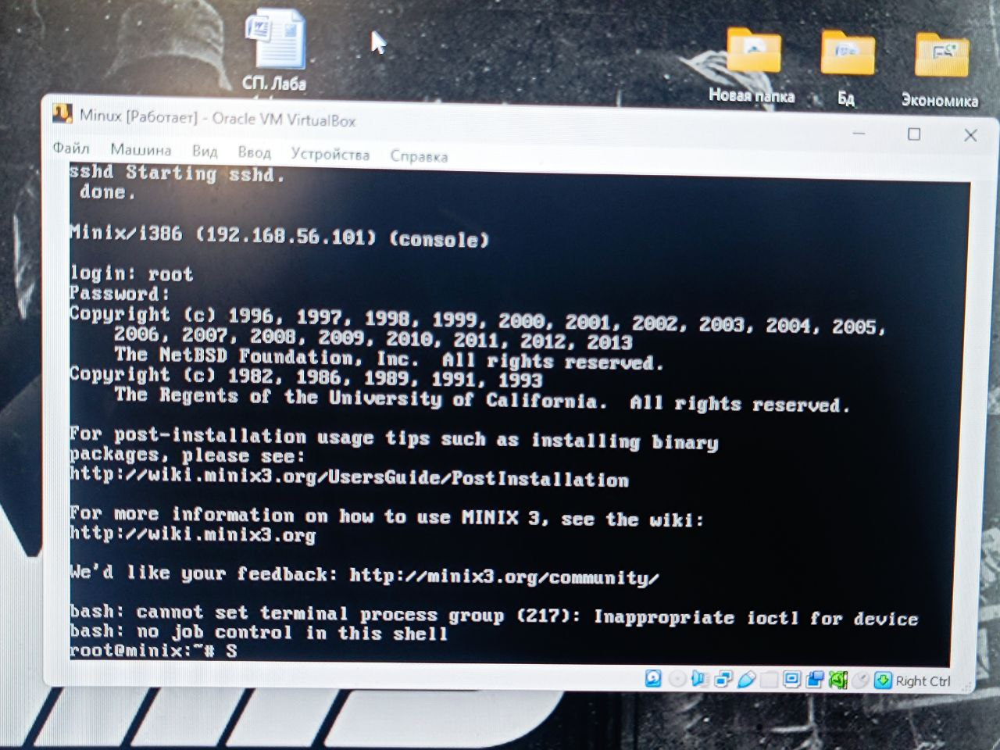 СП. Лаба
Новая папка
Бд
Экономика
Minux [Работает] - Oracle VM VirtualBox
Файл Машина Вид Ввод Устройства Справка
sshd Starting sshd.
done.
Minix/i386 (192.168.56.101) (console)
login: root
Password:
Copyright (c) 1996, 1997, 1998, 1999, 2000, 2001, 2002, 2003, 2004, 2005,
2006, 2007, 2008, 2009, 2010, 2011, 2012, 2013
The NetBSD Foundation, Inc. All rights reserved.
Copyright (c) 1982, 1986, 1989, 1991, 1993
The Regents of the University of California. All rights reserved.
For post-installation usage tips such as installing binary
packages, please see:
http://wiki.minix3.org/UsersGuide/PostInstallation
For more information on how to use MINIX 3, see the wiki:
http://wiki.minix3.org
We'd like your feedback: http://minix3.org/community/
bash: cannot set terminal process group (217): Inappropriate ioctl for device
bash: no job control in this shell
root@minix:~# S
Right Ctrl